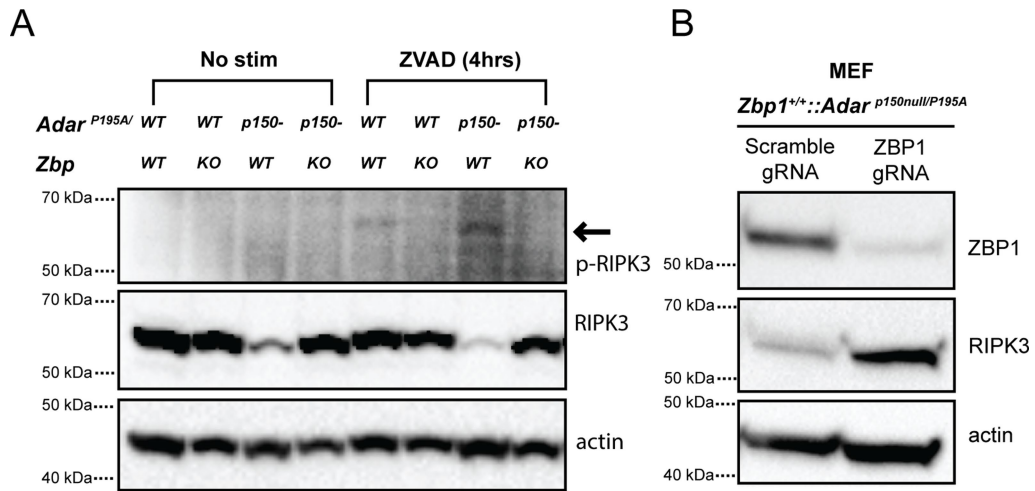 A
No stim ZVAD (4hrs)
Adar P195A/ WT WT p150- p150- WT WT p150- p150-
Zbp WT KO WT KO WT KO WT KO
70 kDa
50 kDa
p-RIPK3
70 kDa
RIPK3
50 kDa
50 kDa
actin
40 kDa
B
MEF
Zbp1+/+::Adar p150null/P195A
Scramble gRNA
ZBP1 gRNA
50 kDa
ZBP1
70 kDa
RIPK3
50 kDa
50 kDa
actin
40 kDa